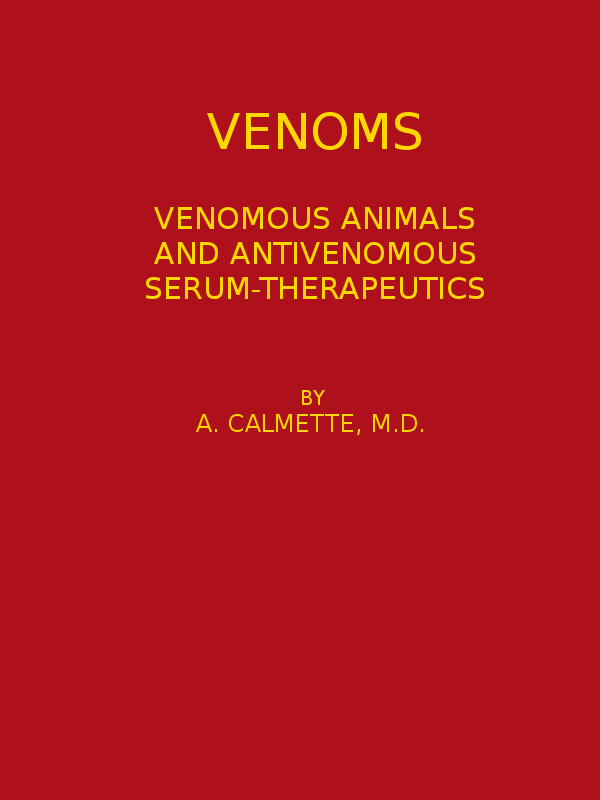 VENOMS
VENOMOUS ANIMALS
AND ANTIVENOMOUS
SERUM-THERAPEUTICS
BY
A. CALMETTE, M.D.